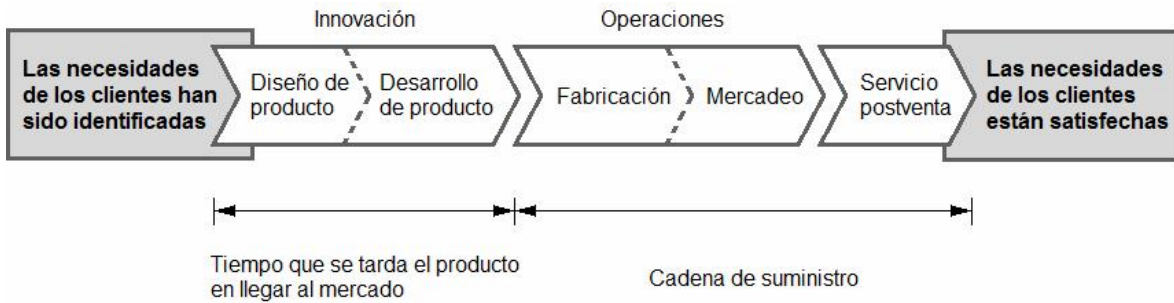 Innovación
Operaciones
Las necesidades
de los clientes han
sido identificadas
Diseño de
producto
Desarrollo
de producto
Fabricación
Mercadeo
Servicio
postventa
Las necesidades
de los clientes
están satisfechas
Tiempo que se tarda el producto
en llegar al mercado
Cadena de suministro